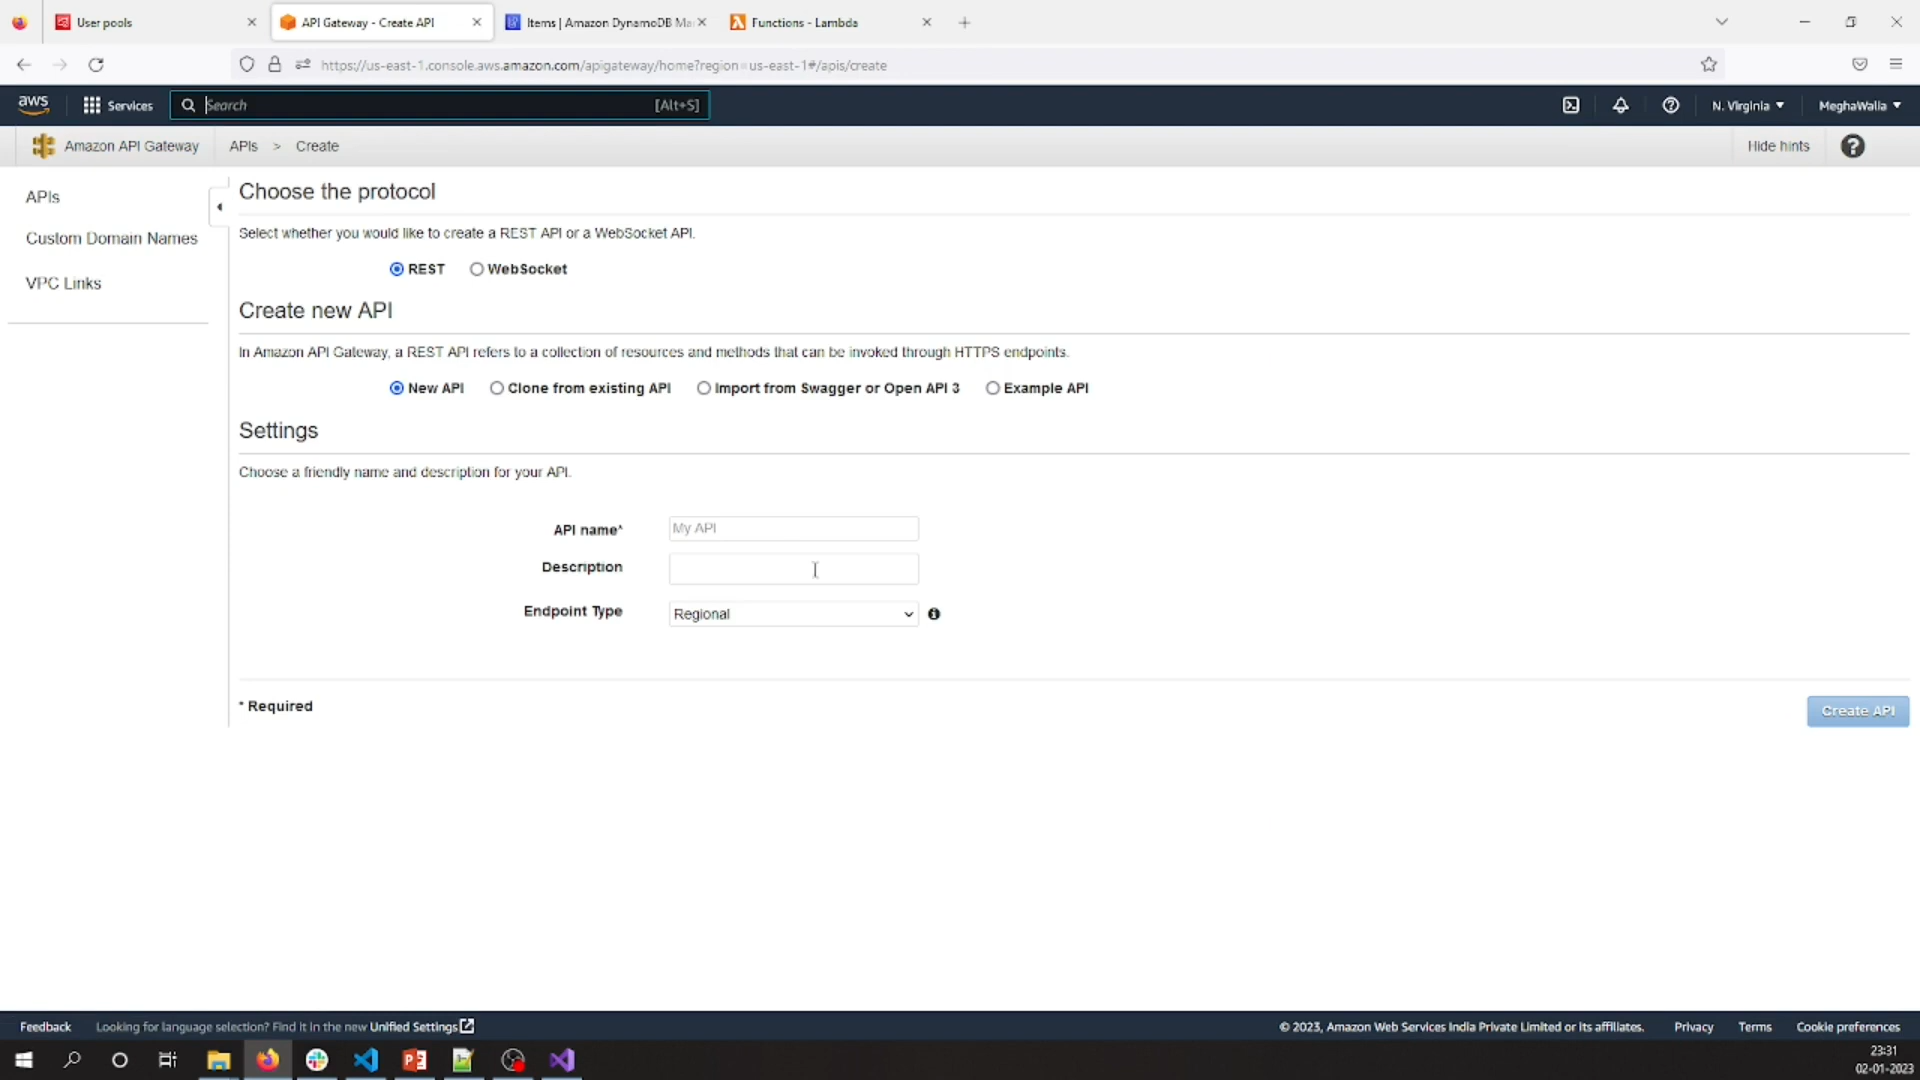 User pools
API Gateway - Create API
Items | Amazon DynamoDB Ma
Functions - Lambda
https://us-east-1.console.aws.amazon.com/apigateway/home?region=us-east-1#/apis/create
aws
Services
Search
[Alt+S]
N. Virginia
MeghaWalia
Amazon API Gateway
APIs > Create
Hide hints
APIs
Custom Domain Names
VPC Links
Choose the protocol
Select whether you would like to create a REST API or a WebSocket API.
REST WebSocket
Create new API
In Amazon API Gateway, a REST API refers to a collection of resources and methods that can be invoked through HTTPS endpoints.
New API Clone from existing API Import from Swagger or Open API 3 Example API
Settings
Choose a friendly name and description for your API.
API name* My API
Description
Endpoint Type Regional
* Required
Create API
Feedback
Looking for language selection? Find it in the new Unified Settings
© 2023, Amazon Web Services India Private Limited or its affiliates.
Privacy
Terms
Cookie preferences
23:31
02-01-2023